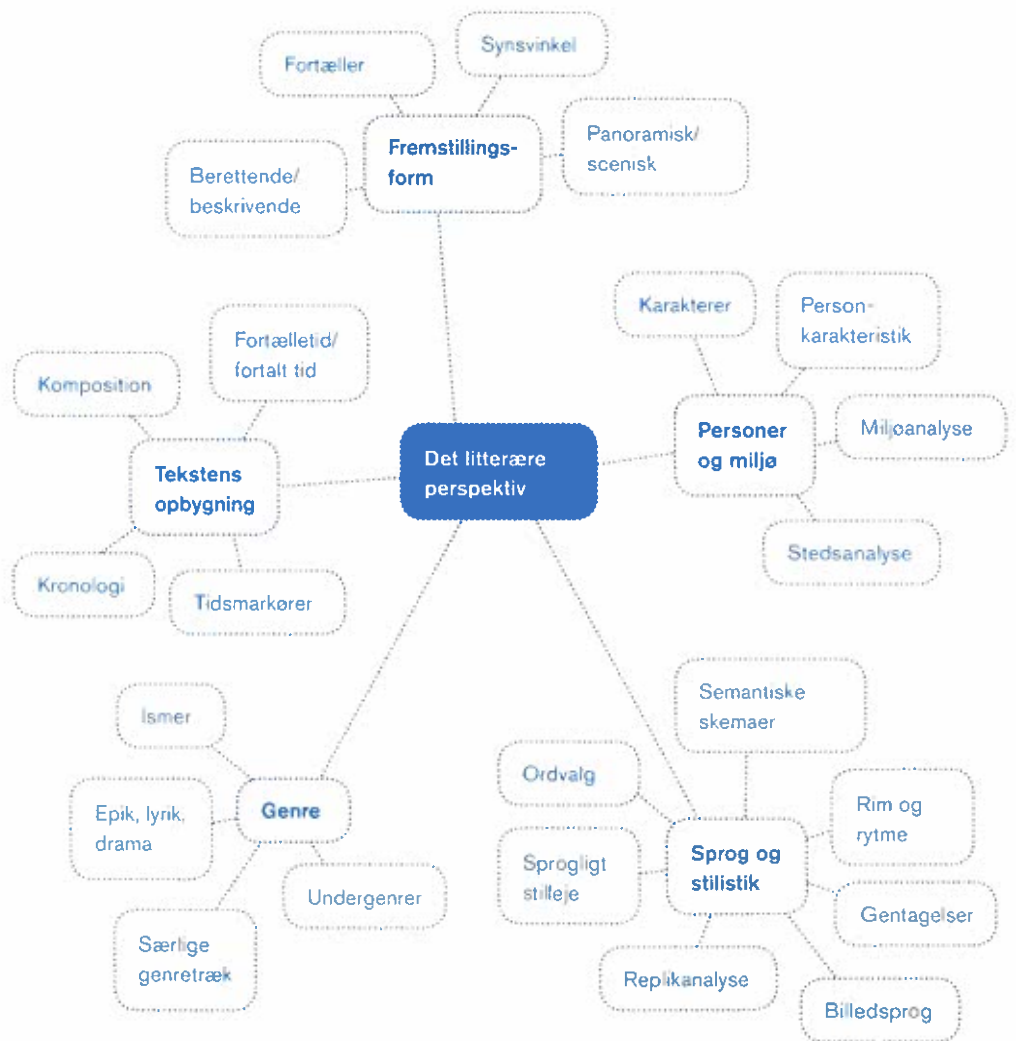 Synsvinkel
Fortæller
Fremstillings-
form
Panoramisk/
scenisk
Berettende/
beskrivende
Karakterer
Person-
karakteristik
Fortælletid/
fortalt tid
Komposition
Personer
og miljø
Miljøanalyse
Det litterære
perspektiv
Tekstens
opbygning
Stedsanalyse
Kronologi
Tidsmarkører
Semantiske
skemaer
Ismer
Ordvalg
Epik, lyrik,
drama
Genre
Rim og
rytme
Sprogligt
stilleje
Sprog og
stilistik
Undergenrer
Gentagelser
Særlige
genretræk
Replikanalyse
Billedsprog